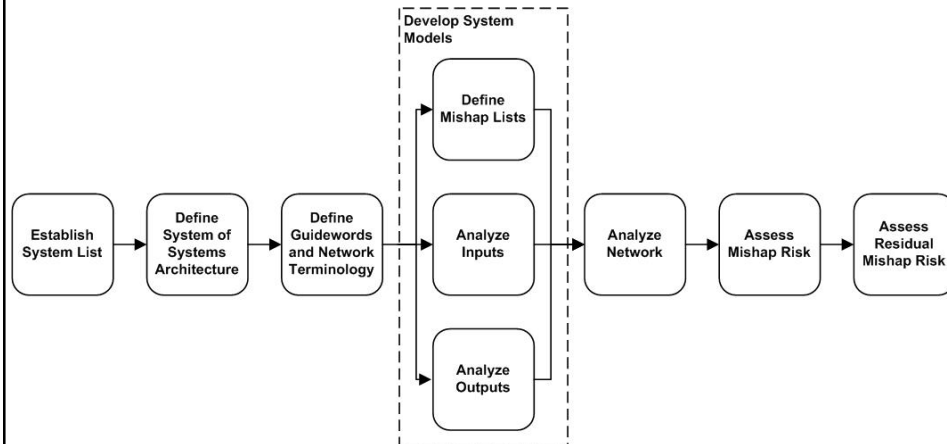 Develop System
Models
Define
Mishap Lists
Establish
System List
Define
System of
Systems
Architecture
Define
Guidewords
and Network
Terminology
Analyze
Inputs
Analyze
Network
Assess
Mishap Risk
Assess
Residual
Mishap Risk
Analyze
Outputs